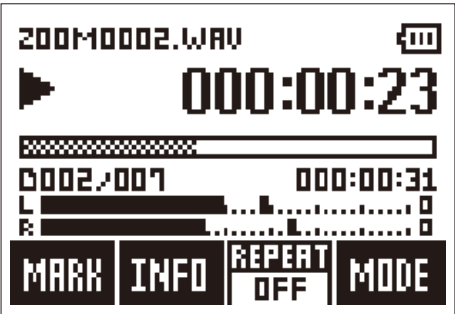 ZOOM0002.WAV
000:00:23
0002/007 000:00:31
L 0
R 0
MARK INFO REPEAT OFF MODE